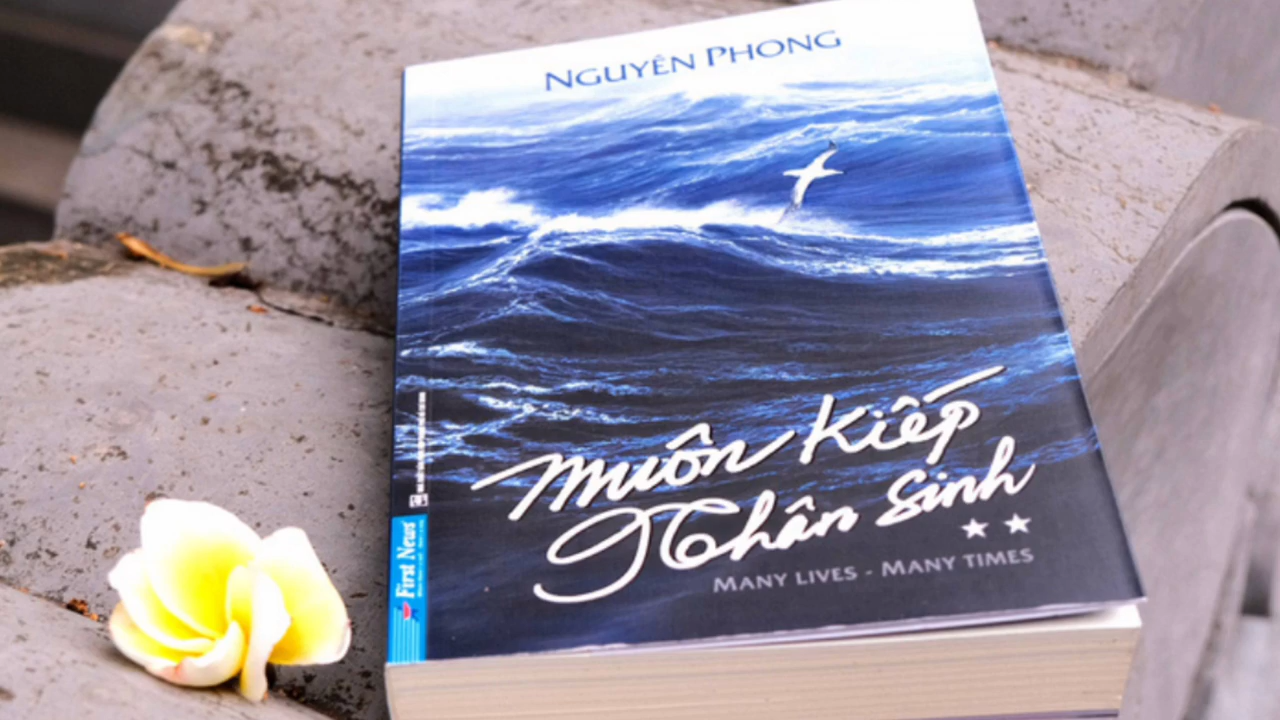 NGUYÊN PHONG
Muôn Kiếp
Nhân Sinh
★★
MANY LIVES - MANY TIMES
First News